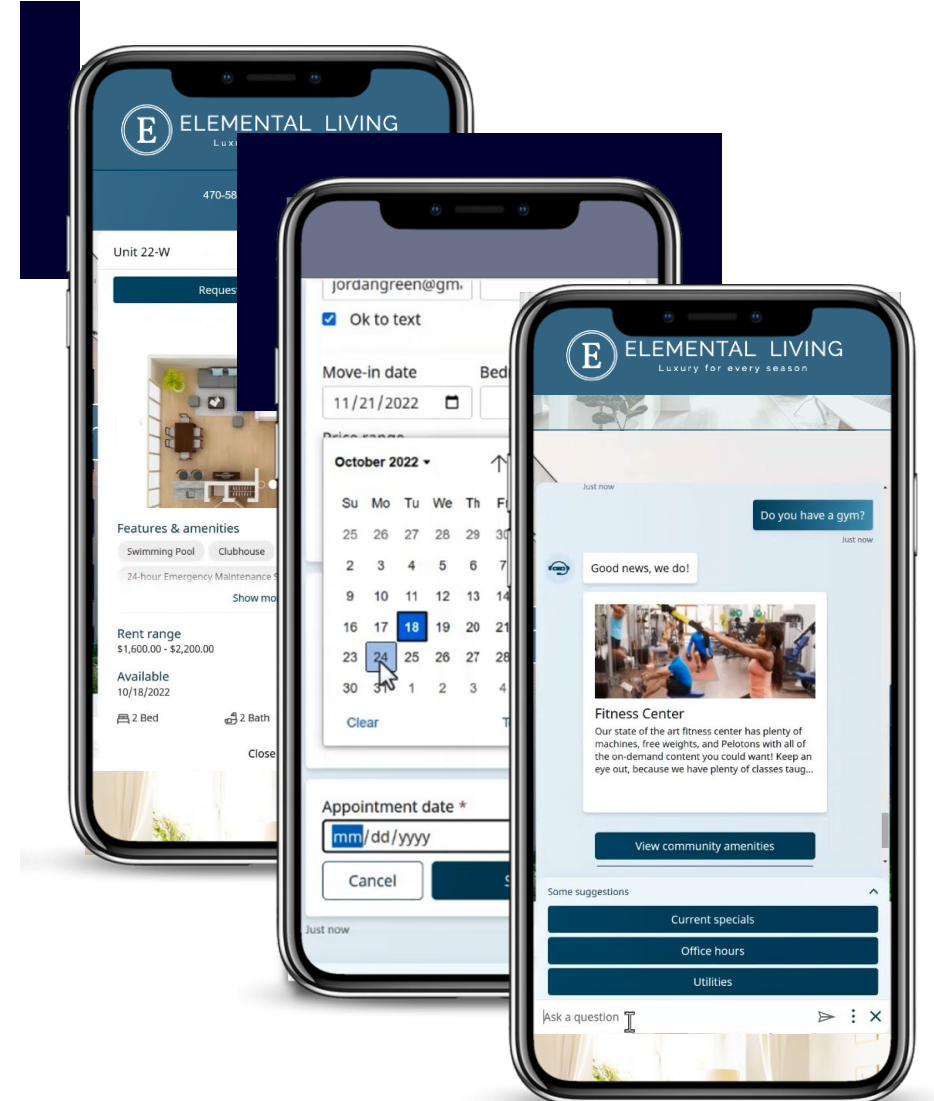 E ELEMENTAL LIVING
470-58
Unit 22-W
Features & amenities
Swimming Pool Clubhouse
24-hour Emergency Maintenance S
Show mo
Rent range
$1,600.00 - $2,200.00
Available
10/18/2022
2 Bed 2 Bath
Close
jordangreen@gm.
Ok to text
Move-in date
11/21/2022
Price range
October 2022
Su Mo Tu We Th
25 26 27 28 29 30
2 3 4 5 6 7
9 10 11 12 13 14
16 17 18 19 20 21
23 24 25 26 27 28
30 31 1 2 3 4
Clear
Appointment date *
mm/dd/yyyy
Cancel
Just now
E ELEMENTAL LIVING
Luxury for every season
Just now
Do you have a gym?
Just now
Good news, we do!
Fitness Center
Our state of the art fitness center has plenty of
machines, free weights, and Pelotons with all of
the on-demand content you could want! Keep an
eye out, because we have plenty of classes taug...
View community amenities
Some suggestions
Current specials
Office hours
Utilities
Ask a question